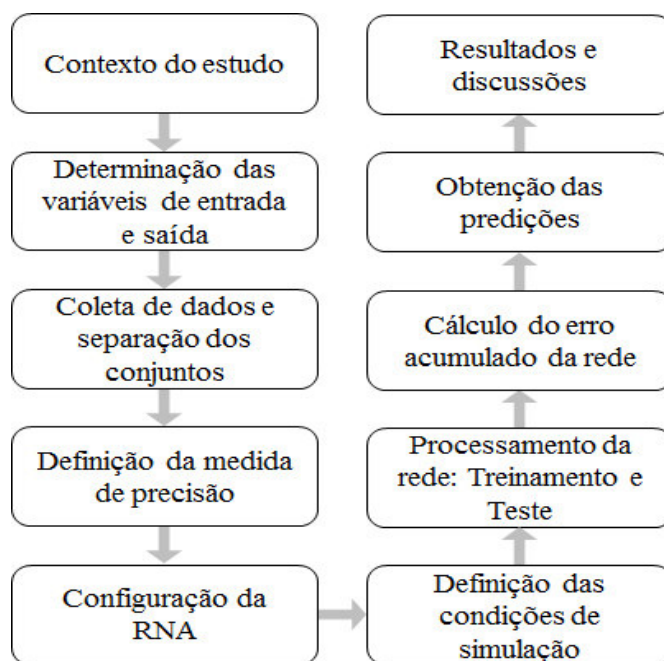 Contexto do estudo
Determinação das
variáveis de entrada
e saída
Coleta de dados e
separação dos
conjuntos
Definição da medida
de precisão
Configuração da
RNA
Definição das
condições de
simulação
Processamento da
rede: Treinamento e
Teste
Cálculo do erro
acumulado da rede
Obtenção das
predições
Resultados e
discussões